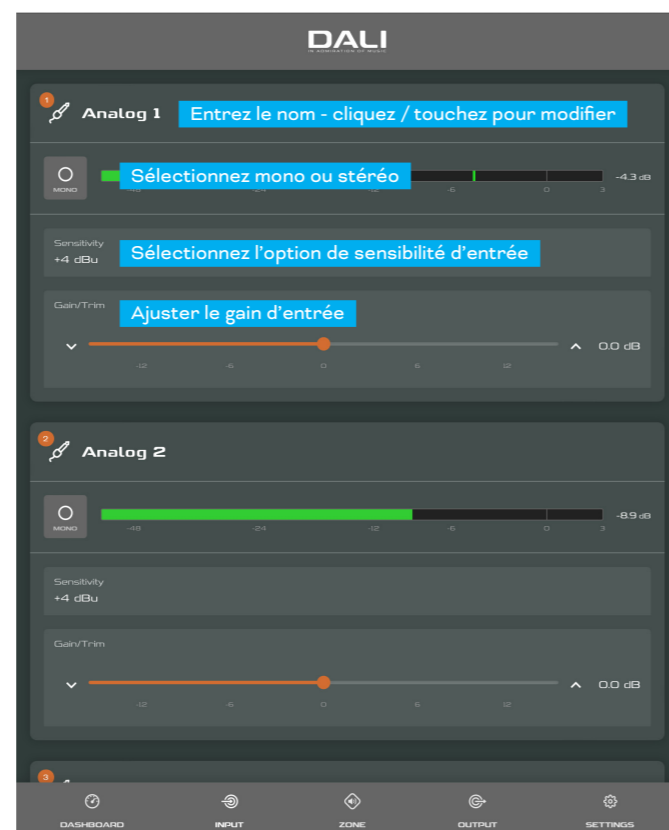 DALI
IN ADMIRATION OF MUSIC
1
Analog 1 Entrez le nom - cliquez / touchez pour modifier
MONO Sélectionnez mono ou stéréo -4.3 dB
-48 -24 -12 -6 0 3
Sensitivity
+4 dBu Sélectionnez l'option de sensibilité d'entrée
Gain/Trim
Ajuster le gain d'entrée
0.0 dB
-12 -6 0 6 12
2
Analog 2
MONO -8.9 dB
-48 -24 -12 -6 0 3
Sensitivity
+4 dBu
Gain/Trim
0.0 dB
-12 -6 0 6 12
3
DASHBOARD INPUT ZONE OUTPUT SETTINGS